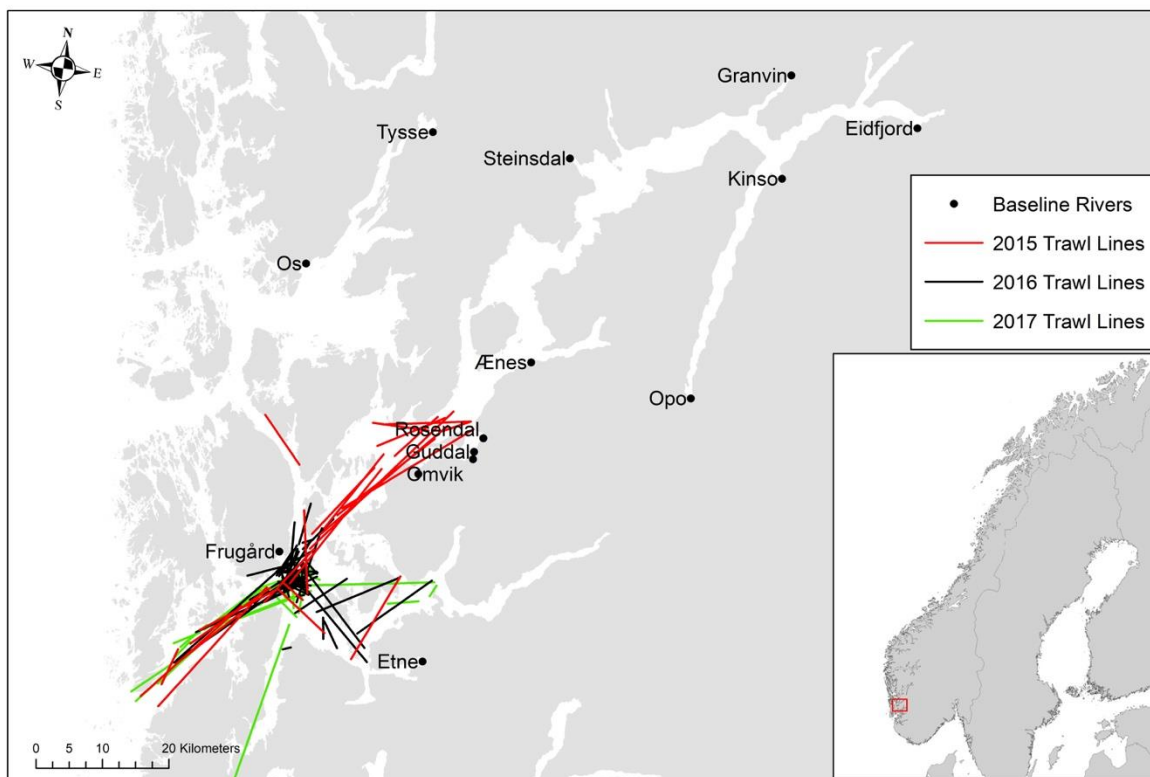 N
W E
S
Granvin
Tysse
Eidfjord
Steinsdal
Kinso
Baseline Rivers
2015 Trawl Lines
2016 Trawl Lines
2017 Trawl Lines
Os
Ænes
Opo
Rosendal
Guddal
Omvik
Frugård
Etne
0 5 10 20 Kilometers